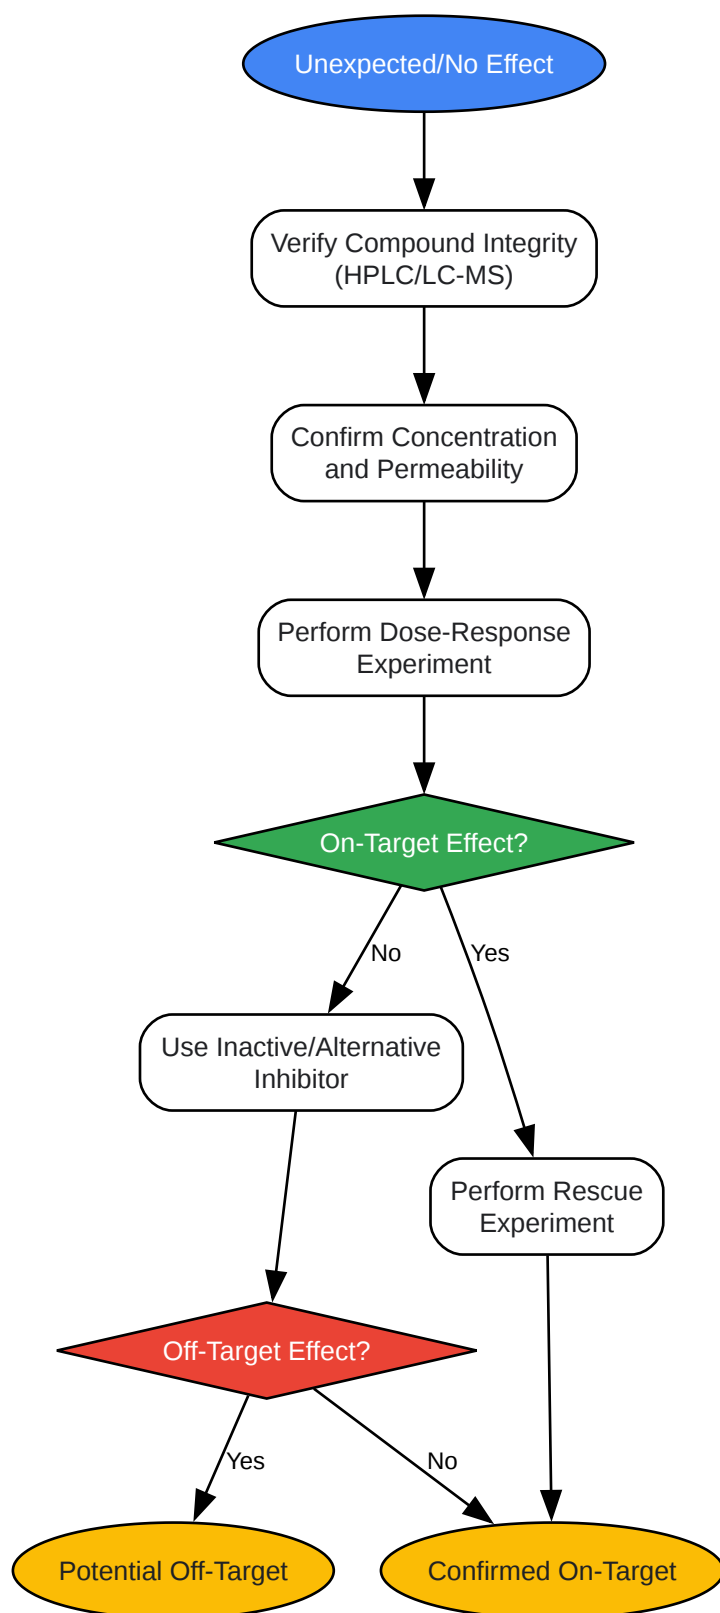 Unexpected/No Effect
Verify Compound Integrity
(HPLC/LC-MS)
Confirm Concentration
and Permeability
Perform Dose-Response
Experiment
On-Target Effect?
No
Yes
Use Inactive/Alternative
Inhibitor
Perform Rescue
Experiment
Off-Target Effect?
Yes
No
Potential Off-Target
Confirmed On-Target